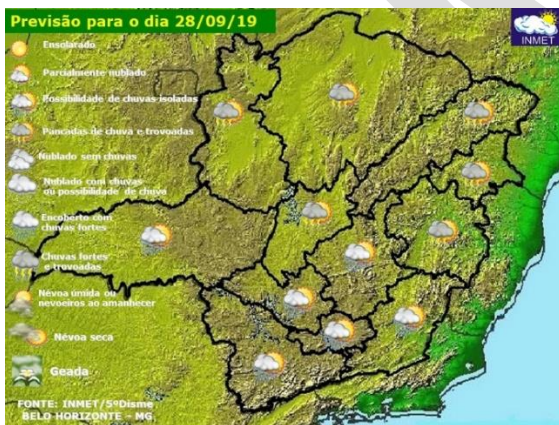 Previsão para o dia 28/09/19
INMET
Ensolarado
Parcialmente nublado
Possibilidade de chuvas isoladas
Pancadas de chuva e trovoadas
Nublado sem chuvas
Nublado com chuvas
ou possibilidade de chuva
Encoberto com
chuvas fortes
Chuvas fortes
e trovoadas
Névoa úmida ou
nevoeiros ao amanhecer
Névoa seca
Geada
FONTE: INMET/5ºDisme
BELO HORIZONTE - MG